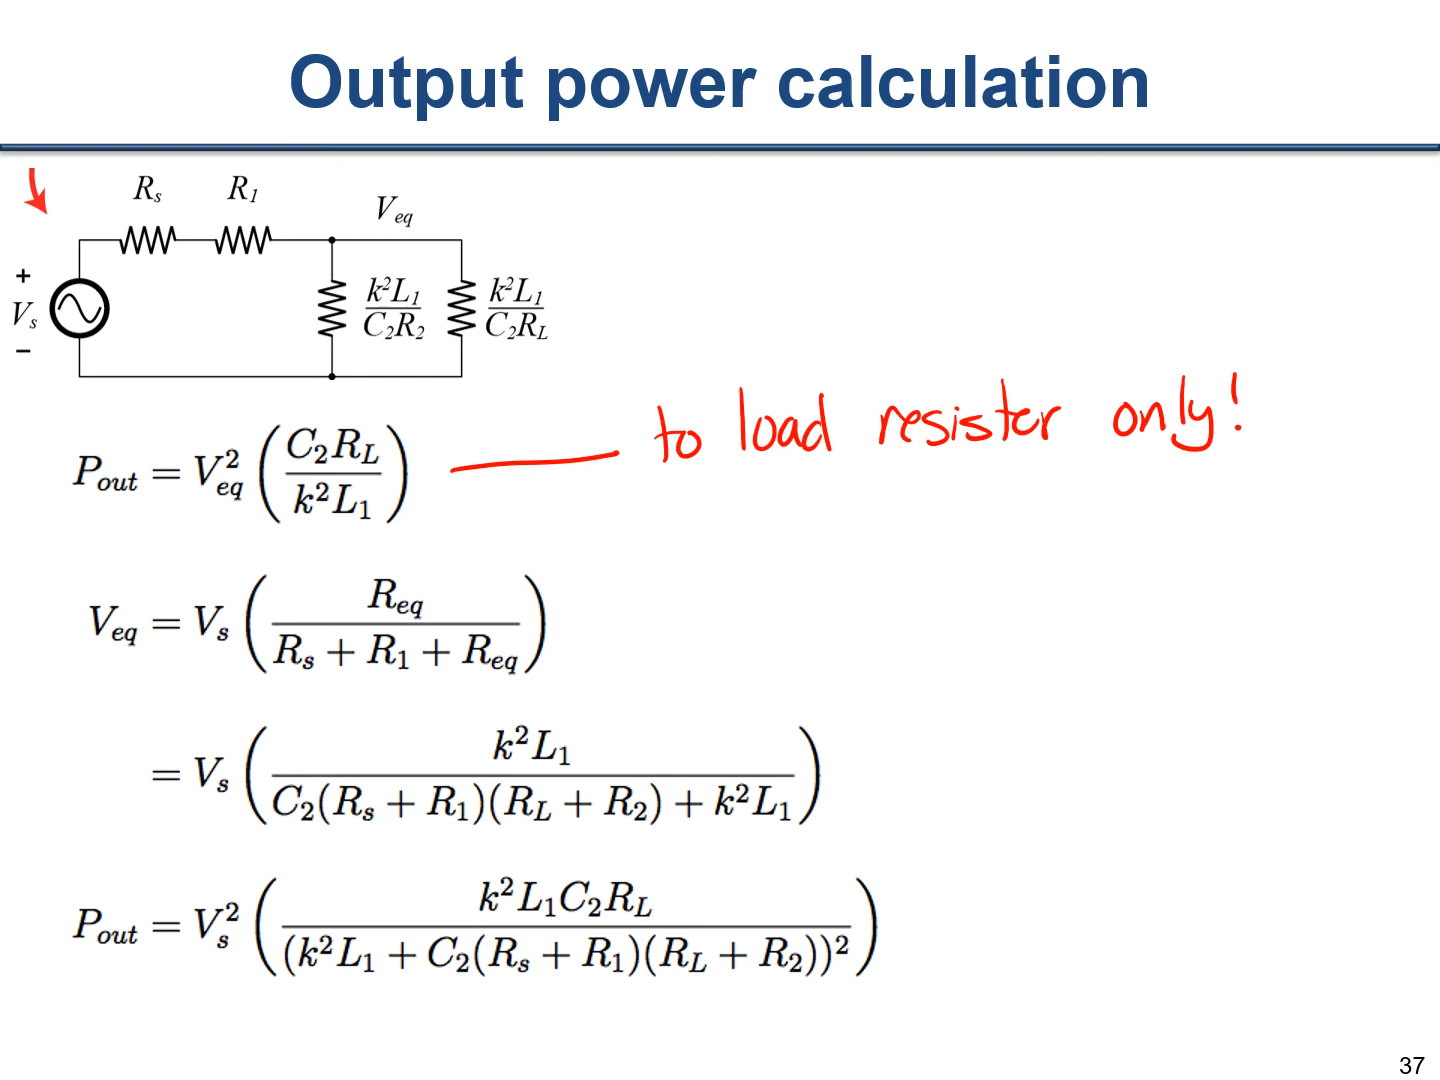 Output power calculation
R_s R_1
V_eq
+
V_s
−
k²L_1 / C_2R_2 k²L_1 / C_2R_L
to load resister only!
P_out = V_eq² (C_2R_L / k²L_1)
V_eq = V_s (R_eq / R_s + R_1 + R_eq)
= V_s (k²L_1 / C_2(R_s + R_1)(R_L + R_2) + k²L_1)
P_out = V_s² (k²L_1C_2R_L / (k²L_1 + C_2(R_s + R_1)(R_L + R_2))²)
37